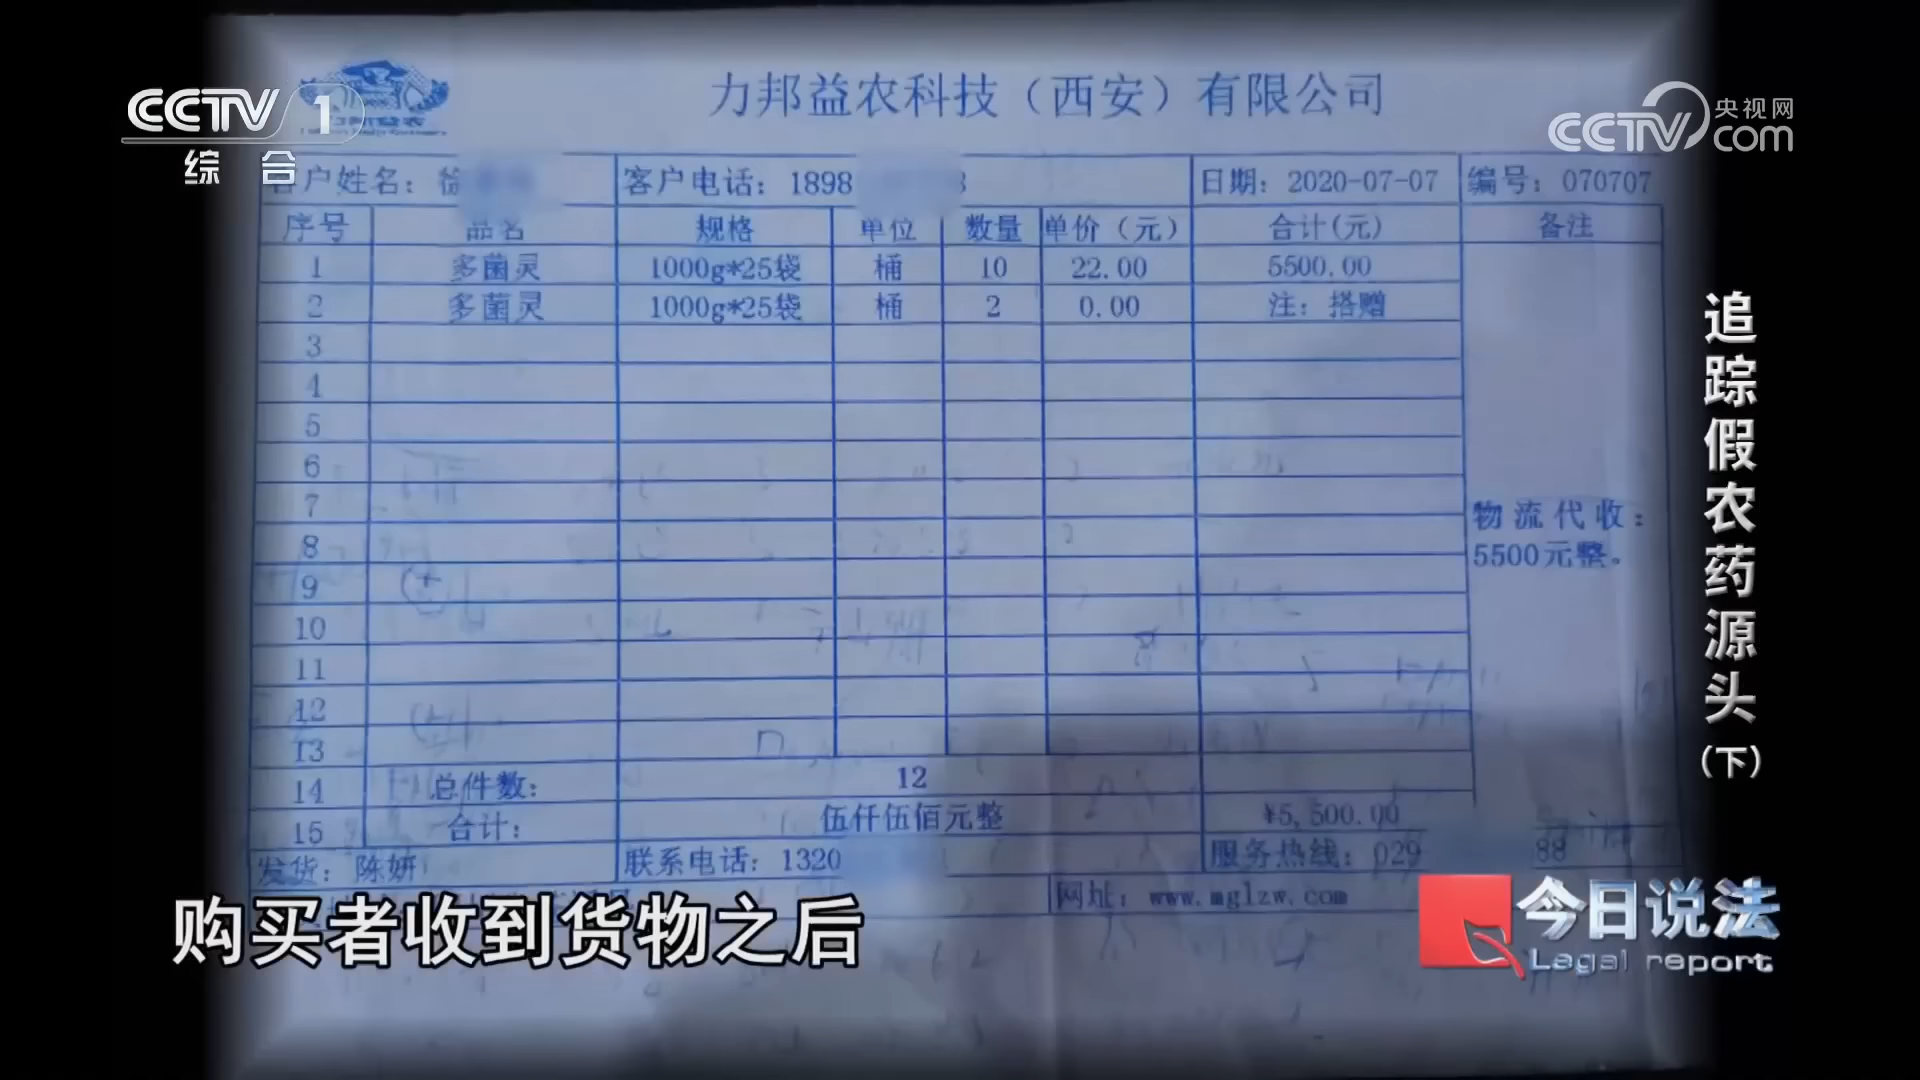 CCTV 1
综 合
央视网
CCTV com
力邦益农科技（西安）有限公司
客户姓名：徐 客户电话：1898 8 日期：2020-07-07 编号：070707
序号 品名 规格 单位 数量 单价（元） 合计(元) 备注
1 多菌灵 1000g*25袋 桶 10 22.00 5500.00
2 多菌灵 1000g*25袋 桶 2 0.00 注：搭赠
3
4
5
6
7
8
9
10
11
12
13
物流代收：
5500元整。
14 总件数： 12
15 合计： 伍仟伍佰元整 ¥5,500.00
发货：陈妍 联系电话：1320 服务热线：029 88
网址：www.mglzw.com
追踪假农药源头（下）
购买者收到货物之后
今日说法
Legal report